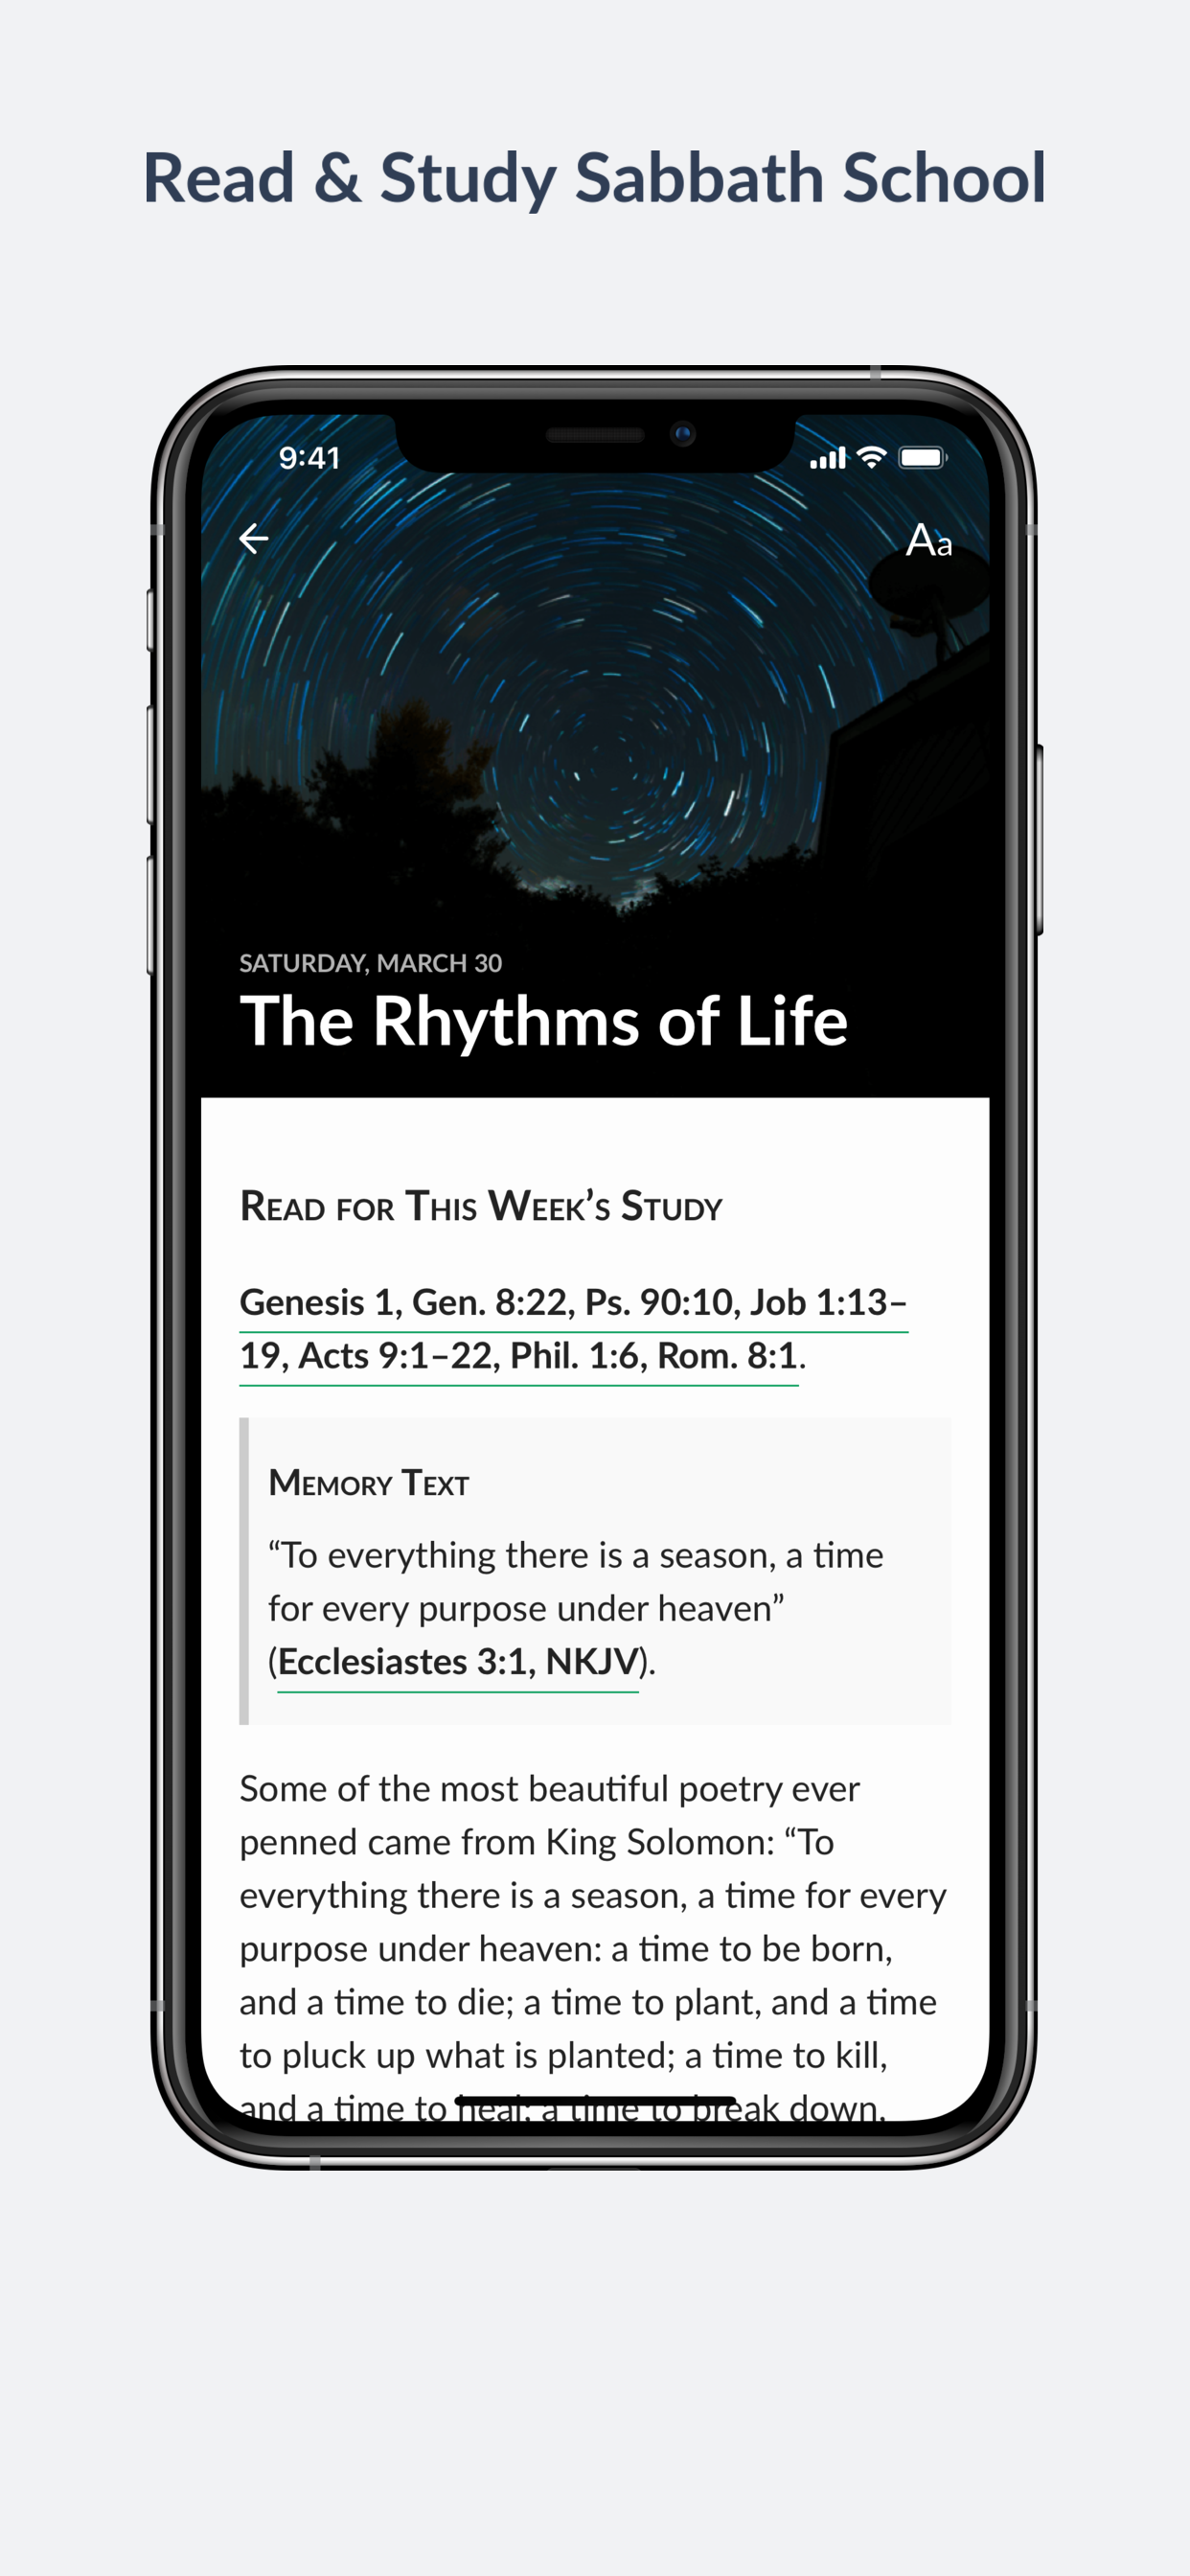 Read & Study Sabbath School
9:41
Aa
SATURDAY, MARCH 30
The Rhythms of Life
Read for This Week’s Study
Genesis 1, Gen. 8:22, Ps. 90:10, Job 1:13–
19, Acts 9:1–22, Phil. 1:6, Rom. 8:1.
Memory Text
“To everything there is a season, a time
for every purpose under heaven”
(Ecclesiastes 3:1, NKJV).
Some of the most beautiful poetry ever
penned came from King Solomon: “To
everything there is a season, a time for every
purpose under heaven: a time to be born,
and a time to die; a time to plant, and a time
to pluck up what is planted; a time to kill,
and a time to heal; a time to break down,